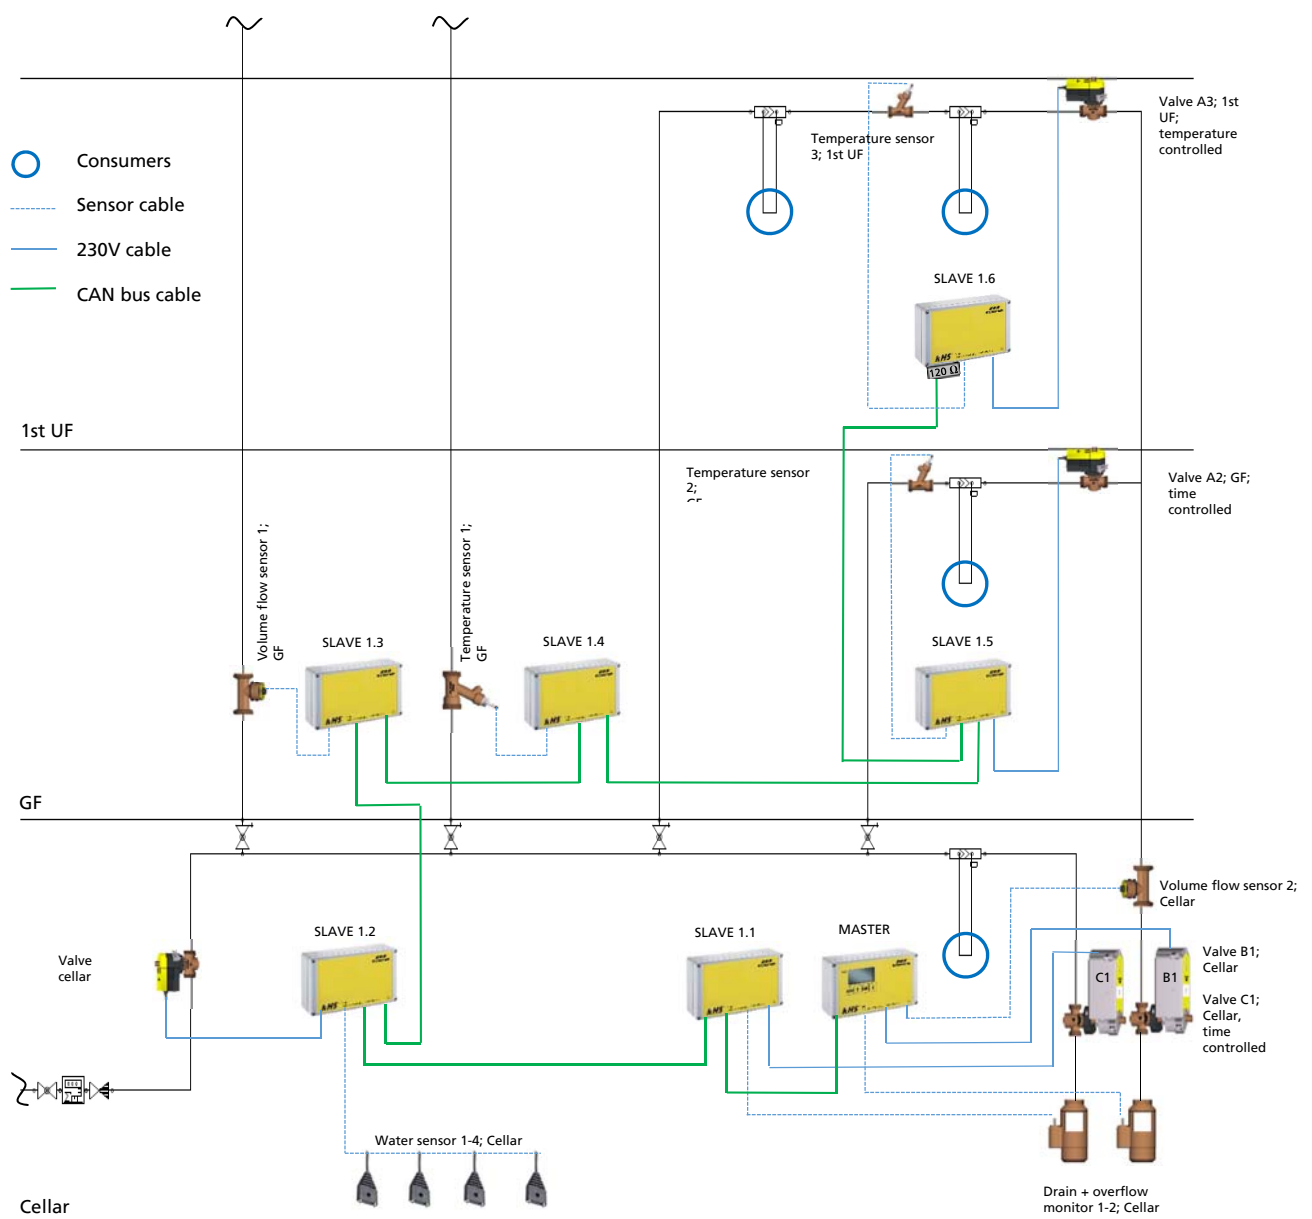 Valve A3; 1st
UF;
temperature
controlled
Temperature sensor
3; 1st UF
Consumers
Sensor cable
230V cable
CAN bus cable
SLAVE 1.6
120 Ω
1st UF
Temperature sensor
2;
Valve A2; GF;
time
controlled
Volume flow sensor 1;
GF
Temperature sensor 1;
GF
SLAVE 1.3
SLAVE 1.4
SLAVE 1.5
GF
Volume flow sensor 2;
Cellar
SLAVE 1.2
SLAVE 1.1
MASTER
Valve
cellar
C1
B1
Valve B1;
Cellar
Valve C1;
Cellar,
time
controlled
Water sensor 1-4; Cellar
Drain + overflow
monitor 1-2; Cellar
Cellar